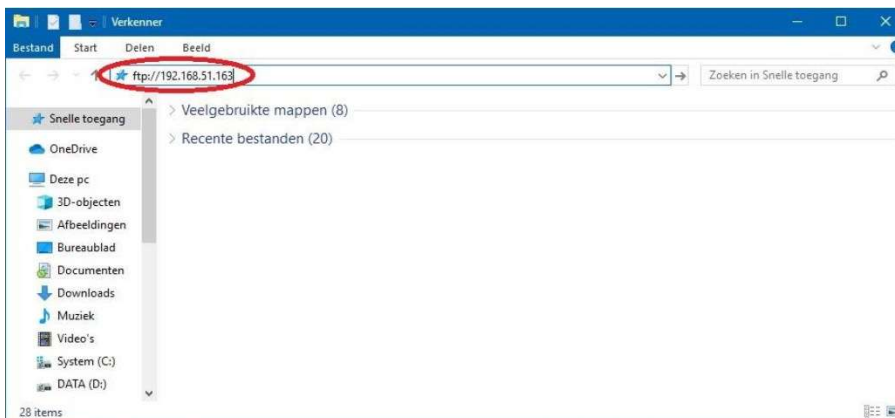 Verkenner
Bestand Start Delen Beeld
ftp://192.168.51.163 Zoeken in Snelle toegang
Snelle toegang
OneDrive
Deze pc
3D-objecten
Afbeeldingen
Bureaublad
Documenten
Downloads
Muziek
Video's
System (C:)
DATA (D:)
Veelgebruikte mappen (8)
Recente bestanden (20)
28 items